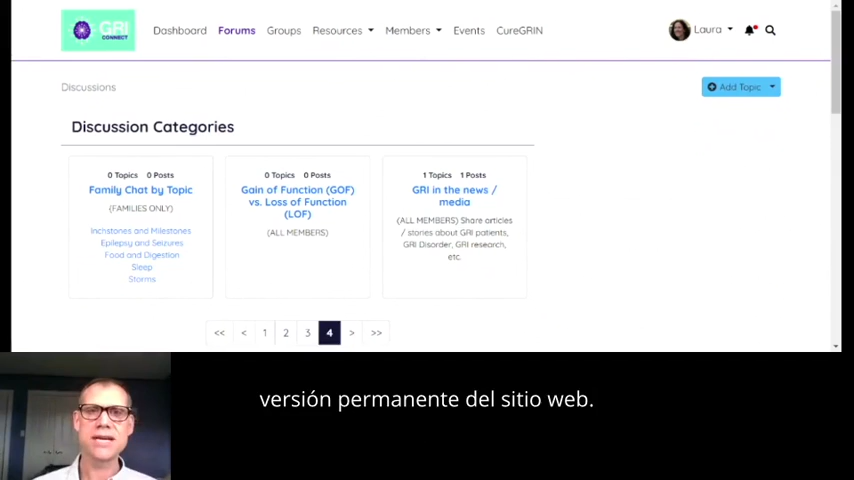 GRI
CONNECT
Dashboard Forums Groups Resources Members Events CureGRIN Laura
Discussions
Add Topic
Discussion Categories
0 Topics 0 Posts
Family Chat by Topic
(FAMILIES ONLY)
Inchstones and Milestones
Epilepsy and Seizures
Food and Digestion
Sleep
Storms
0 Topics 0 Posts
Gain of Function (GOF)
vs. Loss of Function
(LOF)
(ALL MEMBERS)
1 Topics 1 Posts
GRI in the news /
media
(ALL MEMBERS) Share articles
/ stories about GRI patients,
GRI Disorder, GRI research,
etc.
<< < 1 2 3 4 > >>
versión permanente del sitio web.